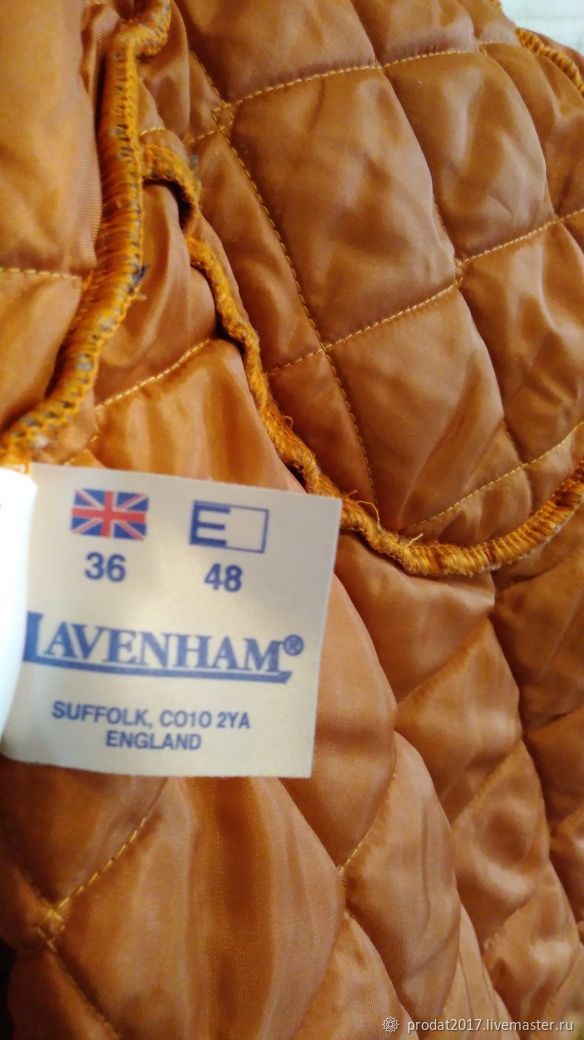 E
36 48
LAVENHAM®
SUFFOLK, CO10 2YA
ENGLAND
prodat2017.livemaster.ru